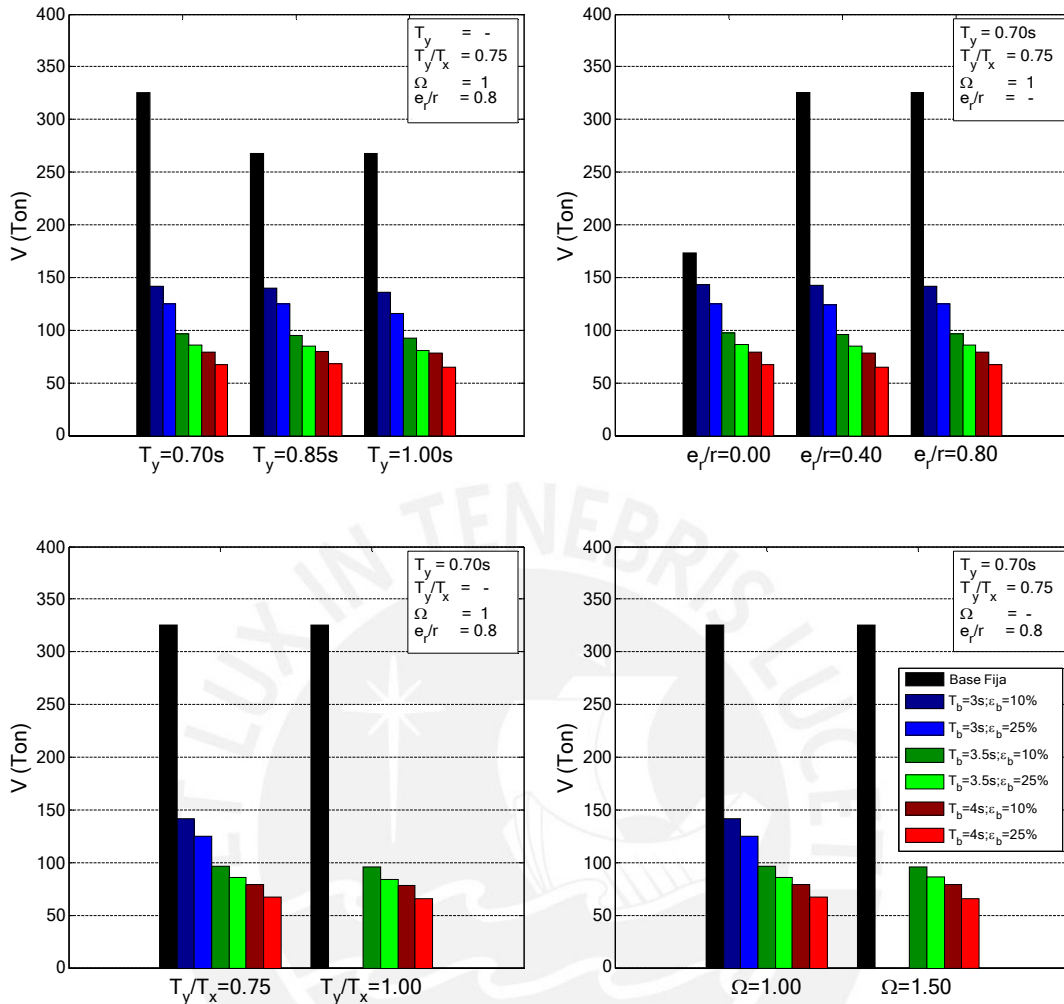 400
350
300
250
200
150
100
50
0
V (Ton)
T_y = -
T_y/T_x = 0.75
Ω = 1
e_r/r = 0.8
T_y=0.70s T_y=0.85s T_y=1.00s
400
350
300
250
200
150
100
50
0
V (Ton)
T_y = 0.70s
T_y/T_x = 0.75
Ω = 1
e_r/r = -
e_r/r=0.00 e_r/r=0.40 e_r/r=0.80
400
350
300
250
200
150
100
50
0
V (Ton)
T_y = 0.70s
T_y/T_x = -
Ω = 1
e_r/r = 0.8
T_y/T_x=0.75 T_y/T_x=1.00
400
350
300
250
200
150
100
50
0
V (Ton)
T_y = 0.70s
T_y/T_x = 0.75
Ω = -
e_r/r = 0.8
Base Fija
T_b=3s;ε_b=10%
T_b=3s;ε_b=25%
T_b=3.5s;ε_b=10%
T_b=3.5s;ε_b=25%
T_b=4s;ε_b=10%
T_b=4s;ε_b=25%
Ω=1.00 Ω=1.50
ET LUX IN TENEBRIS LUCET